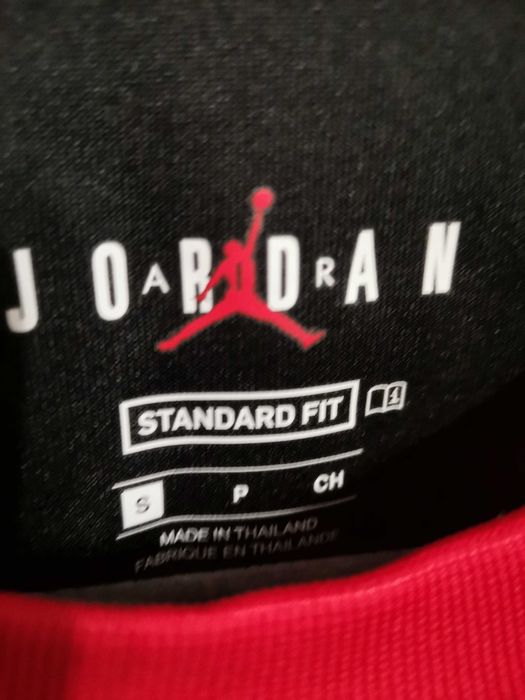 JORDAN
AIR
STANDARD FIT
S P CH
MADE IN THAILAND
FABRIQUE EN THAILANDE